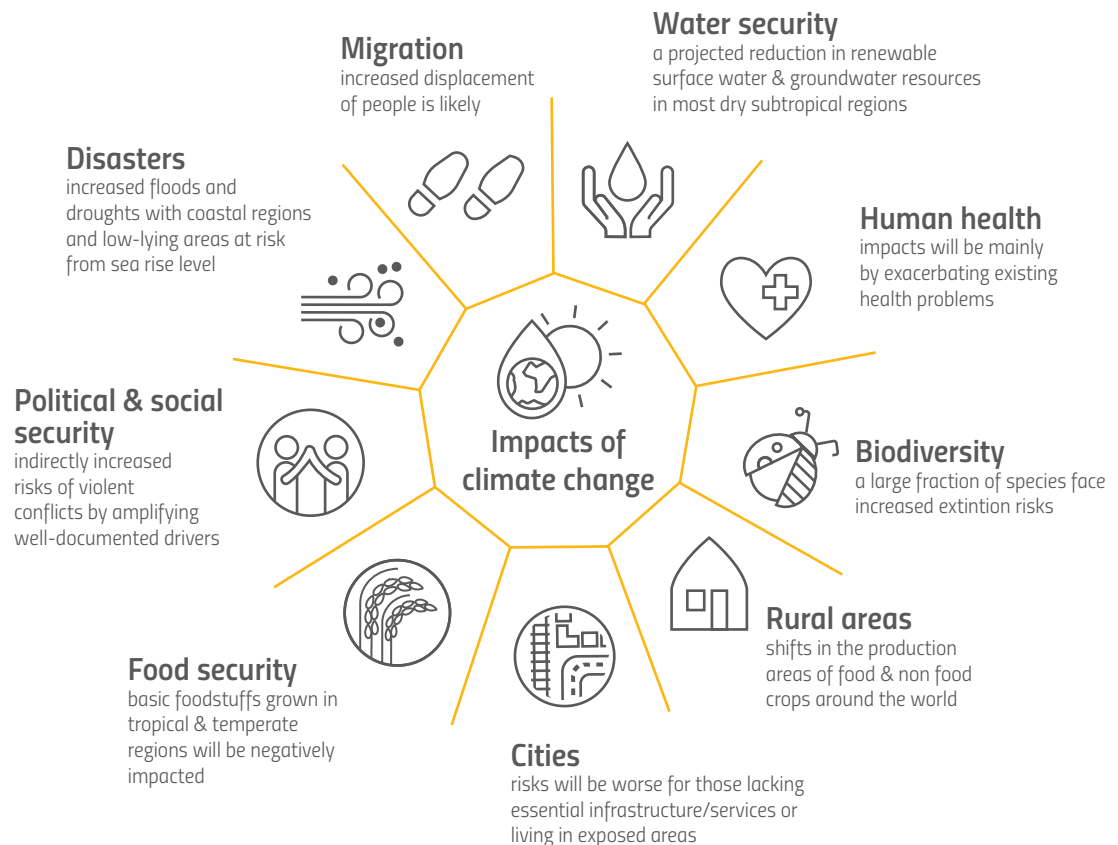 Water security
a projected reduction in renewable
surface water & groundwater resources
in most dry subtropical regions
Human health
impacts will be mainly
by exacerbating existing
health problems
Biodiversity
a large fraction of species face
increased extintion risks
Rural areas
shifts in the production
areas of food & non food
crops around the world
Cities
risks will be worse for those lacking
essential infrastructure/services or
living in exposed areas
Food security
basic foodstuffs grown in
tropical & temperate
regions will be negatively
impacted
Political & social
security
indirectly increased
risks of violent
conflicts by amplifying
well-documented drivers
Disasters
increased floods and
droughts with coastal regions
and low-lying areas at risk
from sea rise level
Migration
increased displacement
of people is likely
Impacts of
climate change